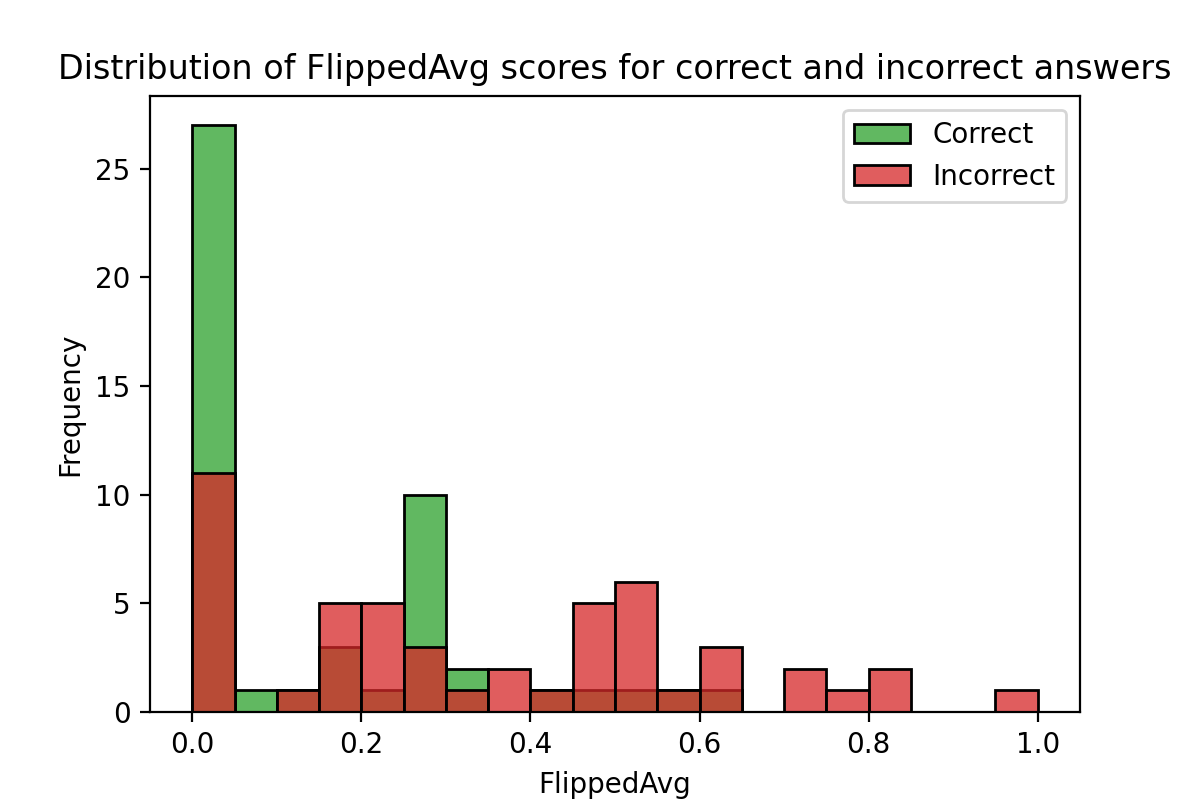 Distribution of FlippedAvg scores for correct and incorrect answers
Correct
Incorrect
25
20
15
10
5
0
Frequency
0.0 0.2 0.4 0.6 0.8 1.0
FlippedAvg